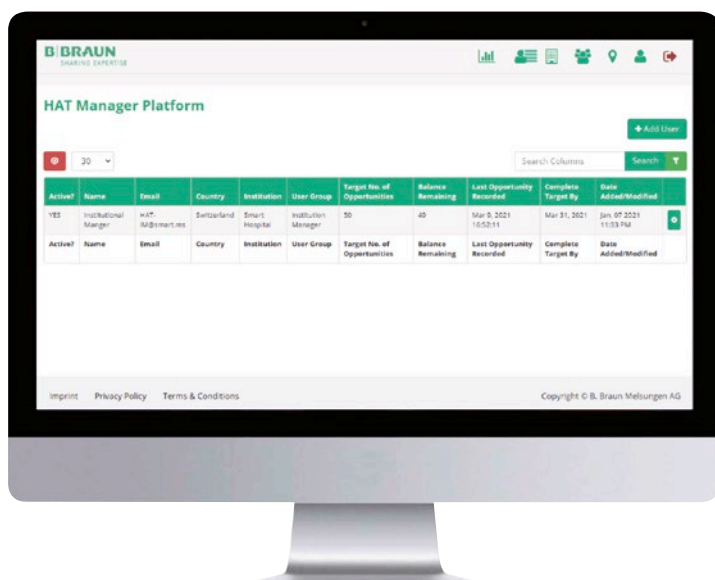 B|BRAUN
SHARING EXPERTISE
HAT Manager Platform
+ Add User
30
Search Columns
Search
Active? Name Email Country Institution User Group Target No. of Opportunities Balance Remaining Last Opportunity Recorded Complete Target By Date Added/Modified
YES Institutional Manger HAT-IM@smart.ms Switzerland Smart Hospital Institution Manager 50 40 Mar 9, 2021 16:52:11 Mar 31, 2021 Jan. 07 2021 11:33 PM
Active? Name Email Country Institution User Group Target No. of Opportunities Balance Remaining Last Opportunity Recorded Complete Target By Date Added/Modified
Imprint Privacy Policy Terms & Conditions Copyright © B. Braun Melsungen AG